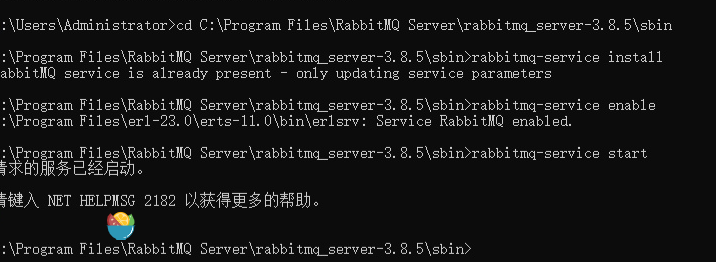 :\Users\Administrator>cd C:\Program Files\RabbitMQ Server\rabbitmq_server-3.8.5\sbin
:\Program Files\RabbitMQ Server\rabbitmq_server-3.8.5\sbin>rabbitmq-service install
abbitMQ service is already present - only updating service parameters
:\Program Files\RabbitMQ Server\rabbitmq_server-3.8.5\sbin>rabbitmq-service enable
:\Program Files\erl-23.0\erts-11.0\bin\erlsrv: Service RabbitMQ enabled.
:\Program Files\RabbitMQ Server\rabbitmq_server-3.8.5\sbin>rabbitmq-service start
请求的服务已经启动。
请键入 NET HELPMSG 2182 以获得更多的帮助。
:\Program Files\RabbitMQ Server\rabbitmq_server-3.8.5\sbin>